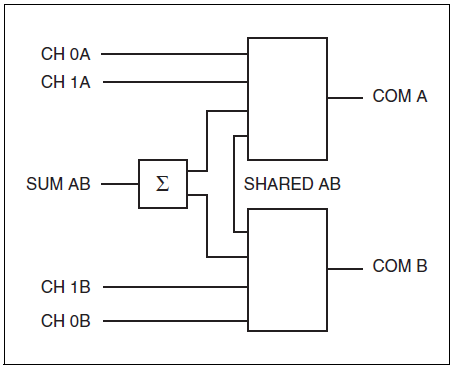 CH 0A
CH 1A
COM A
SUM AB
Σ
SHARED AB
COM B
CH 1B
CH 0B